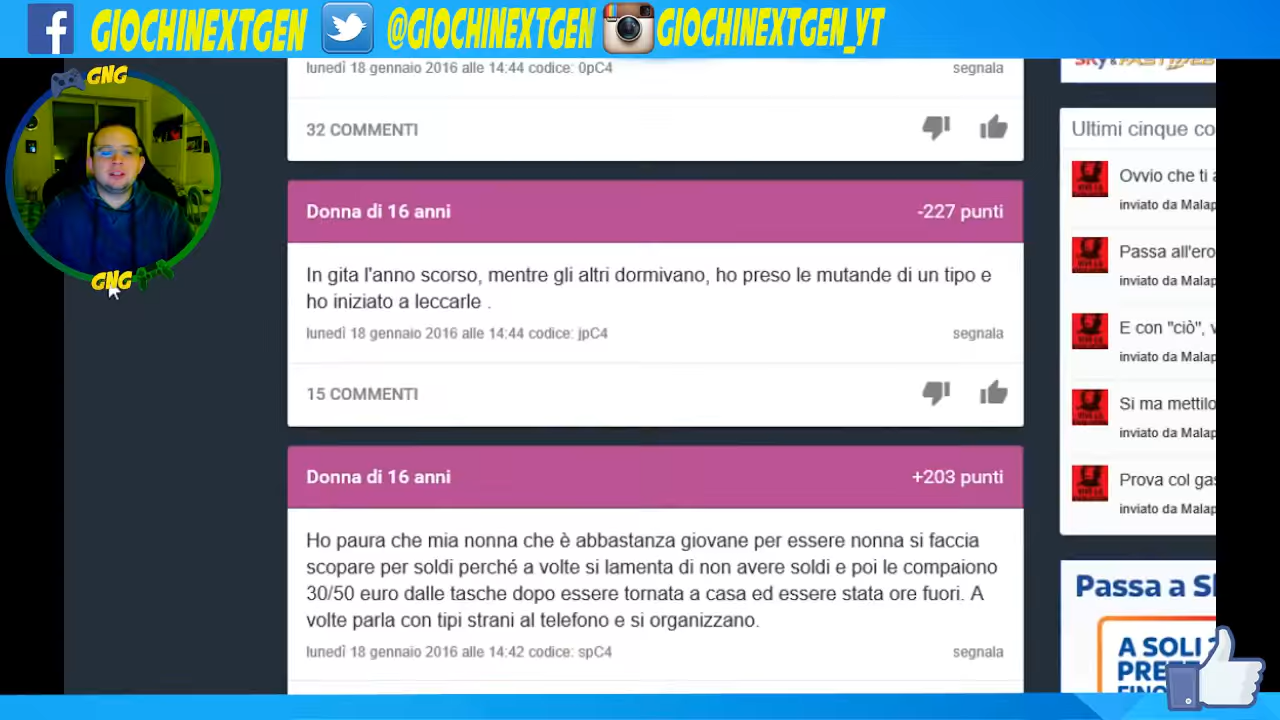 GIOCHINEXTGEN @GIOCHINEXTGEN GIOCHINEXTGEN_YT
GNG
GNG
lunedì 18 gennaio 2016 alle 14:44 codice: 0pC4 segnala
32 COMMENTI
Donna di 16 anni -227 punti
In gita l'anno scorso, mentre gli altri dormivano, ho preso le mutande di un tipo e
ho iniziato a leccarle .
lunedì 18 gennaio 2016 alle 14:44 codice: jpC4 segnala
15 COMMENTI
Donna di 16 anni +203 punti
Ho paura che mia nonna che è abbastanza giovane per essere nonna si faccia
scopare per soldi perché a volte si lamenta di non avere soldi e poi le compaiono
30/50 euro dalle tasche dopo essere tornata a casa ed essere stata ore fuori. A
volte parla con tipi strani al telefono e si organizzano.
lunedì 18 gennaio 2016 alle 14:42 codice: spC4 segnala
Ultimi cinque co
Ovvio che ti a
inviato da Malap
Passa all'ero
inviato da Malap
E con "ciò", v
inviato da Malap
Si ma mettilo
inviato da Malap
Prova col gas
inviato da Malap
Passa a S
A SOLI
PRE